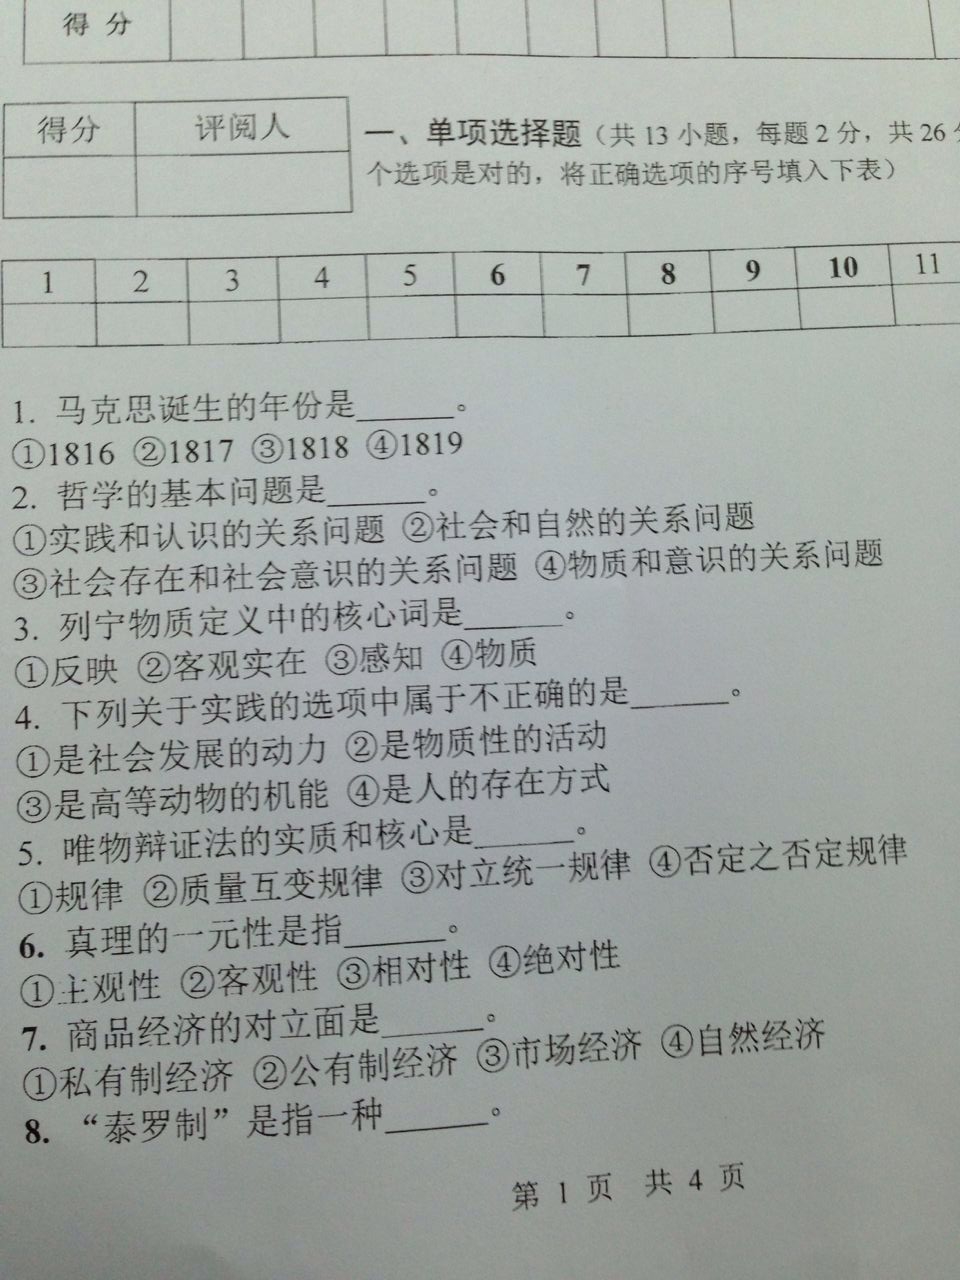 得 分
得分 评阅人
一、单项选择题（共 13 小题，每题 2 分，共 26
个选项是对的，将正确选项的序号填入下表）
1 2 3 4 5 6 7 8 9 10 11
1. 马克思诞生的年份是______。
①1816 ②1817 ③1818 ④1819
2. 哲学的基本问题是______。
①实践和认识的关系问题 ②社会和自然的关系问题
③社会存在和社会意识的关系问题 ④物质和意识的关系问题
3. 列宁物质定义中的核心词是______。
①反映 ②客观实在 ③感知 ④物质
4. 下列关于实践的选项中属于不正确的是______。
①是社会发展的动力 ②是物质性的活动
③是高等动物的机能 ④是人的存在方式
5. 唯物辩证法的实质和核心是______。
①规律 ②质量互变规律 ③对立统一规律 ④否定之否定规律
6. 真理的一元性是指______。
①主观性 ②客观性 ③相对性 ④绝对性
7. 商品经济的对立面是______。
①私有制经济 ②公有制经济 ③市场经济 ④自然经济
8. “泰罗制”是指一种______。
第 1 页 共 4 页